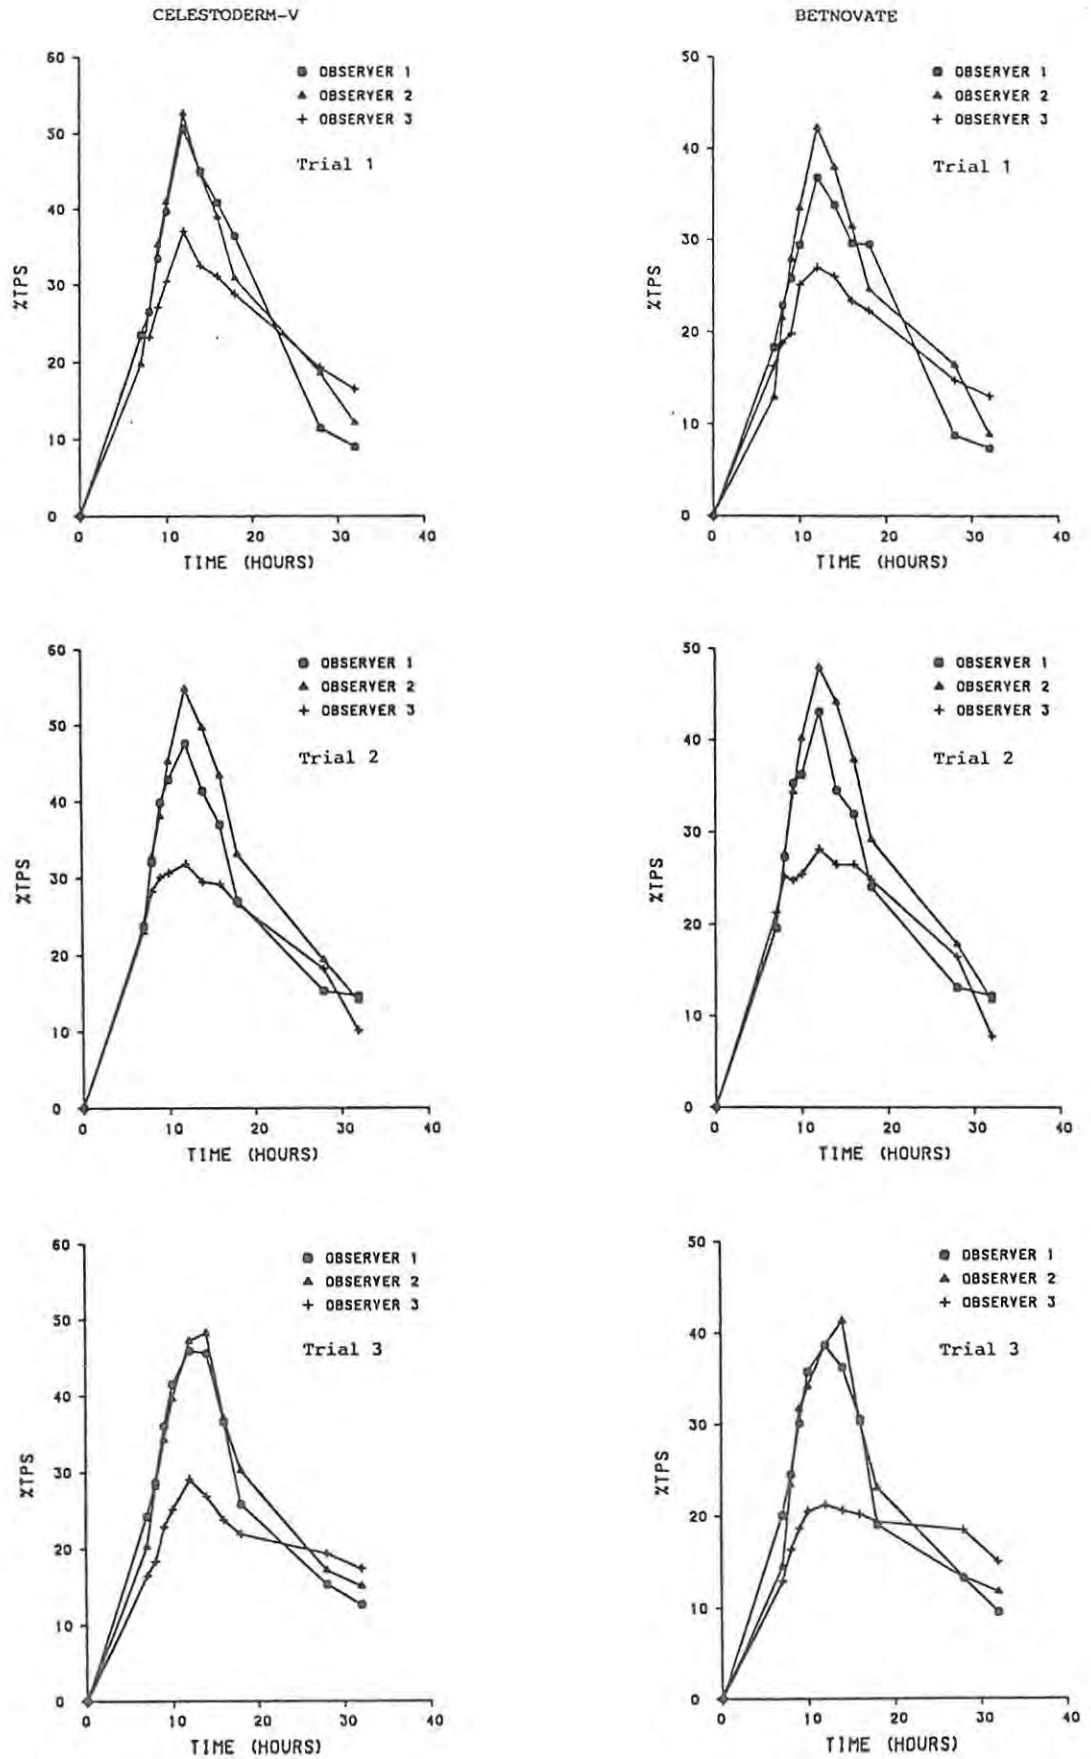 CELESTODERM-V
60
50
40
30
20
10
0
%TPS
OBSERVER 1
OBSERVER 2
OBSERVER 3
Trial 1
0 10 20 30 40
TIME (HOURS)
BETNOVATE
50
40
30
20
10
0
%TPS
OBSERVER 1
OBSERVER 2
OBSERVER 3
Trial 1
0 10 20 30 40
TIME (HOURS)
60
50
40
30
20
10
0
%TPS
OBSERVER 1
OBSERVER 2
OBSERVER 3
Trial 2
0 10 20 30 40
TIME (HOURS)
50
40
30
20
10
0
%TPS
OBSERVER 1
OBSERVER 2
OBSERVER 3
Trial 2
0 10 20 30 40
TIME (HOURS)
60
50
40
30
20
10
0
%TPS
OBSERVER 1
OBSERVER 2
OBSERVER 3
Trial 3
0 10 20 30 40
TIME (HOURS)
50
40
30
20
10
0
%TPS
OBSERVER 1
OBSERVER 2
OBSERVER 3
Trial 3
0 10 20 30 40
TIME (HOURS)